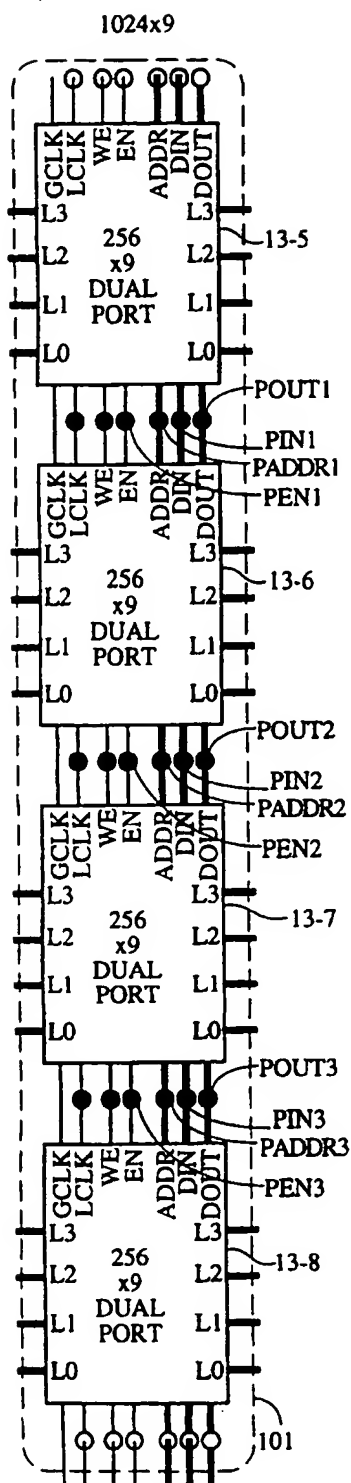 1024x9
GCLK LCLK WE EN ADDR DIN DOUT
L3 L3
13-5
256
x9
DUAL
PORT
L2 L2
L1 L1
L0 L0
POUT1
PIN1
PADDR1
PEN1
GCLK LCLK WE EN ADDR DIN DOUT
L3 L3
13-6
256
x9
DUAL
PORT
L2 L2
L1 L1
L0 L0
POUT2
PIN2
PADDR2
PEN2
GCLK LCLK WE EN ADDR DIN DOUT
L3 L3
13-7
256
x9
DUAL
PORT
L2 L2
L1 L1
L0 L0
POUT3
PIN3
PADDR3
PEN3
GCLK LCLK WE EN ADDR DIN DOUT
L3 L3
13-8
256
x9
DUAL
PORT
L2 L2
L1 L1
L0 L0
101